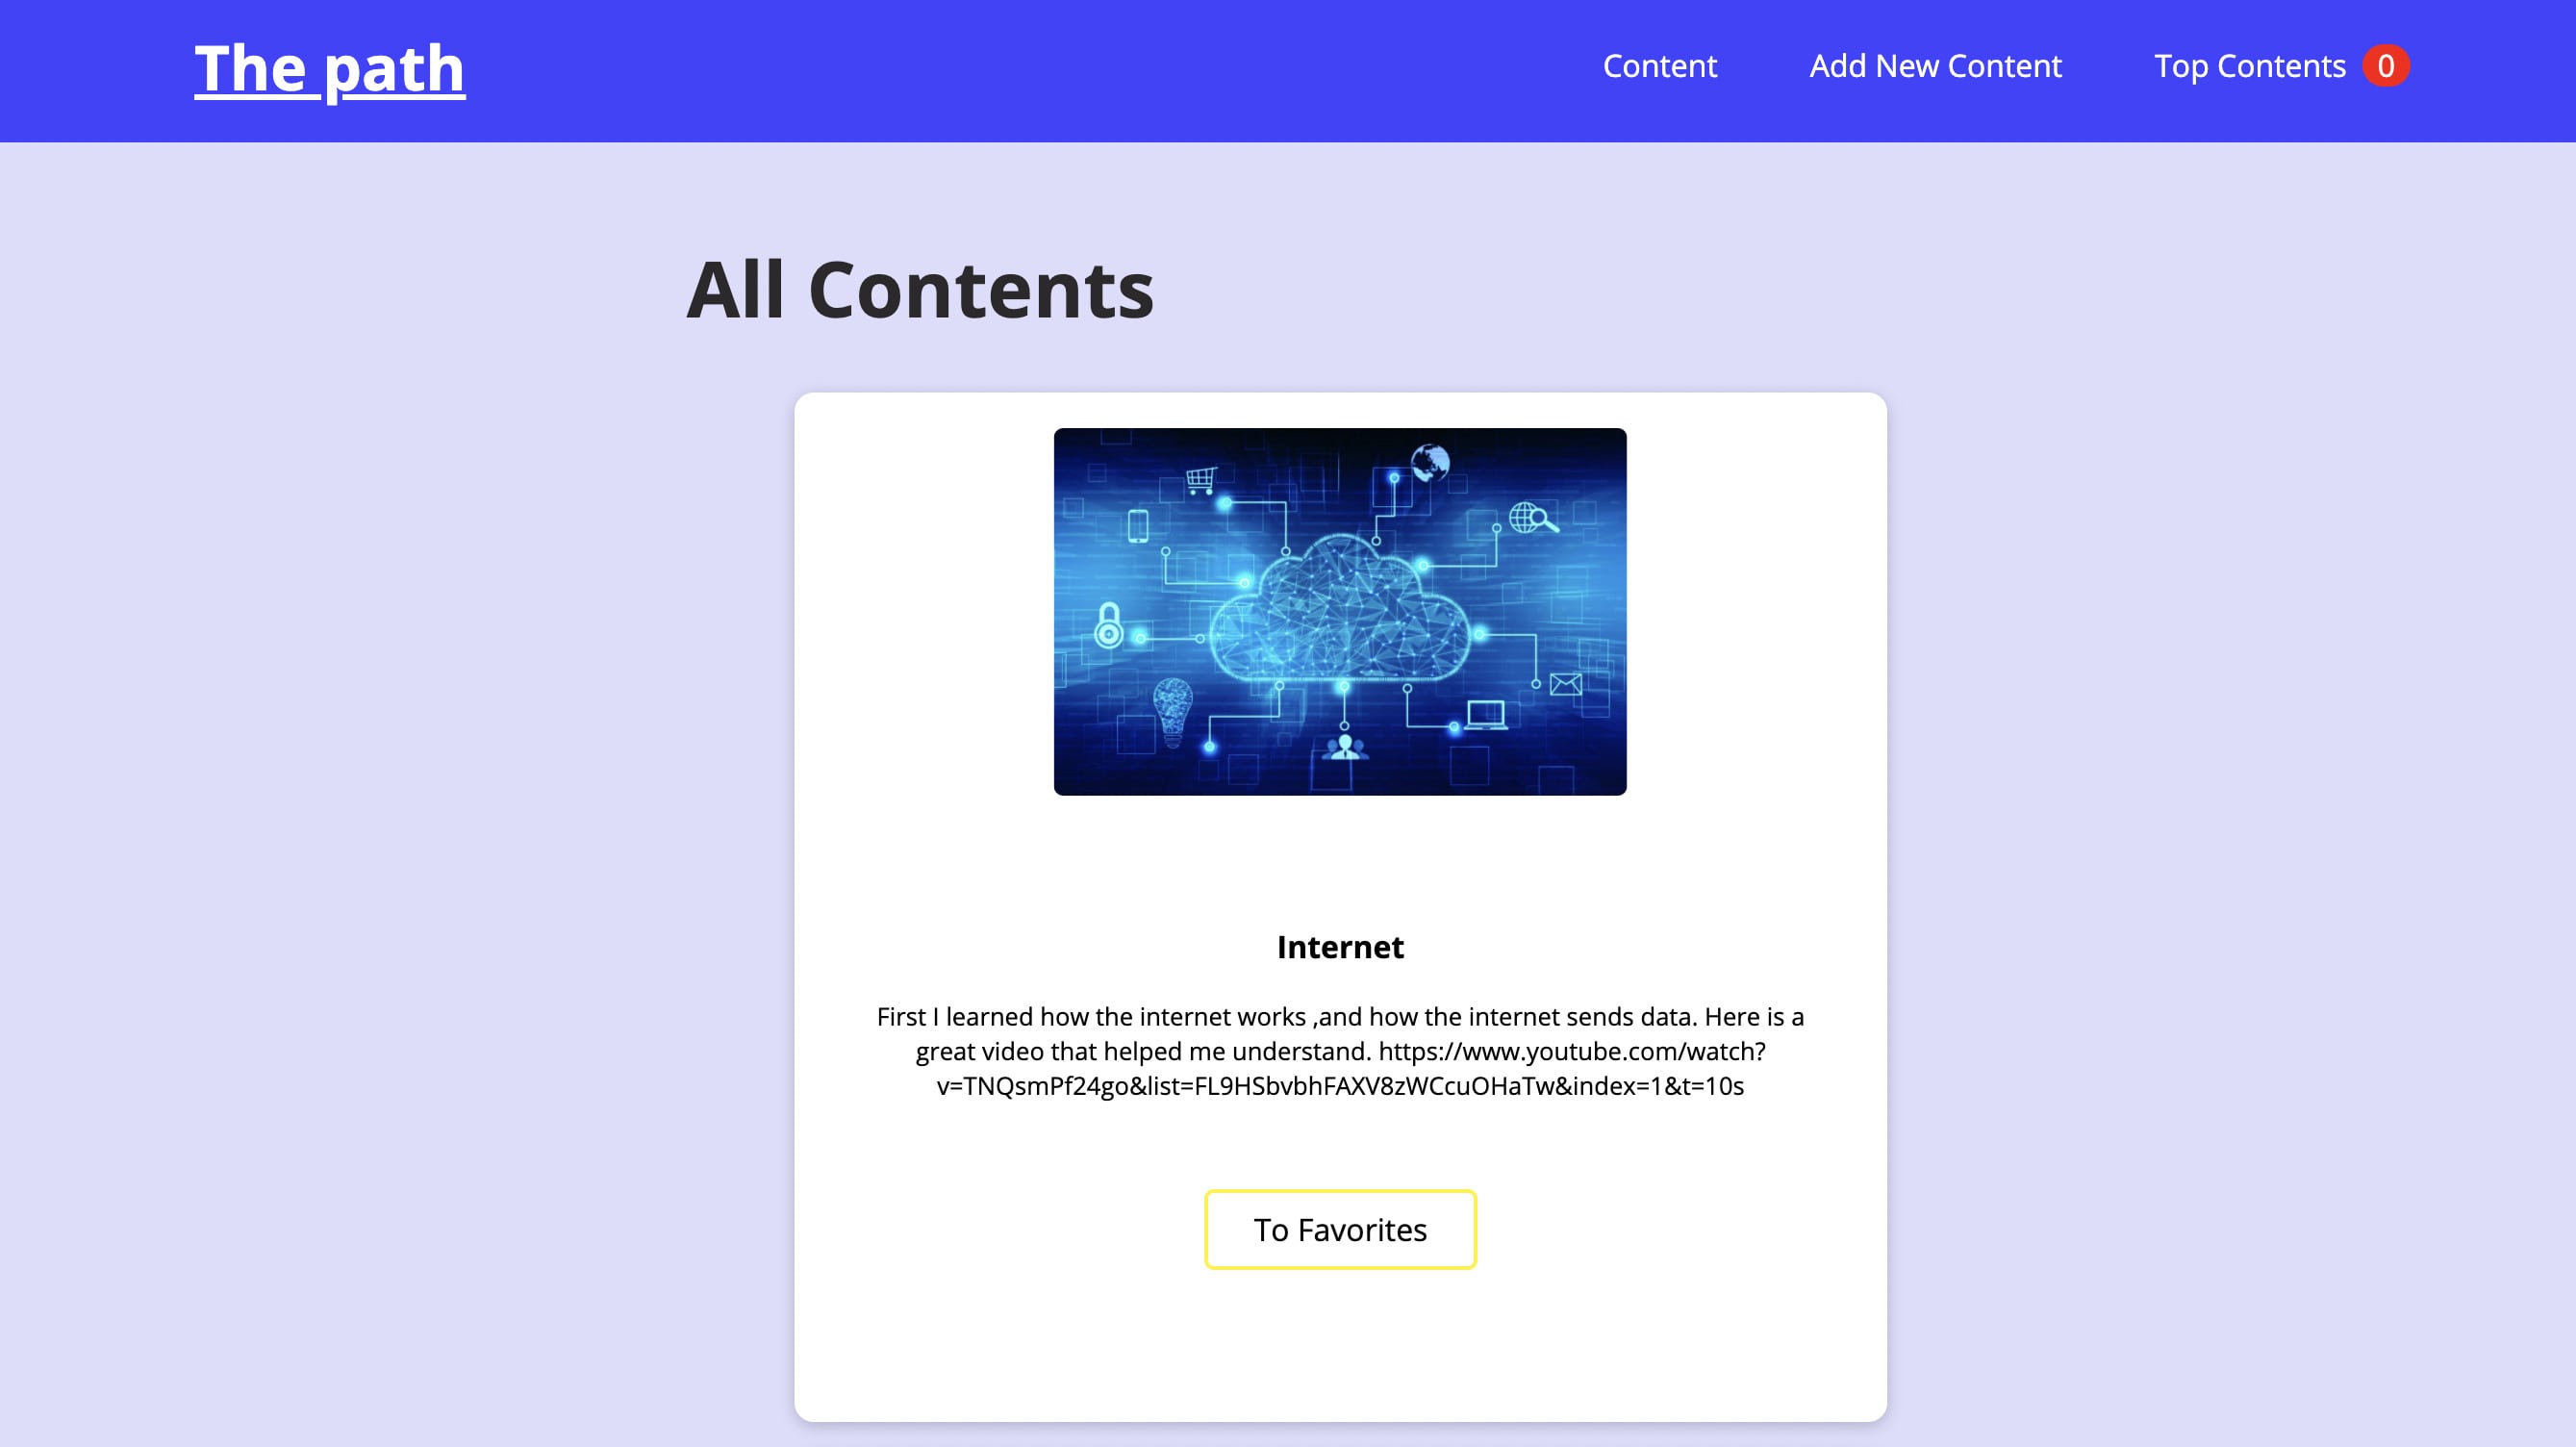 The path
Content
Add New Content
Top Contents 0
All Contents
Internet
First I learned how the internet works ,and how the internet sends data. Here is a
great video that helped me understand. https://www.youtube.com/watch?
v=TNQsmPf24go&list=FL9HSbvbhFAXV8zWCcuOHaTw&index=1&t=10s
To Favorites